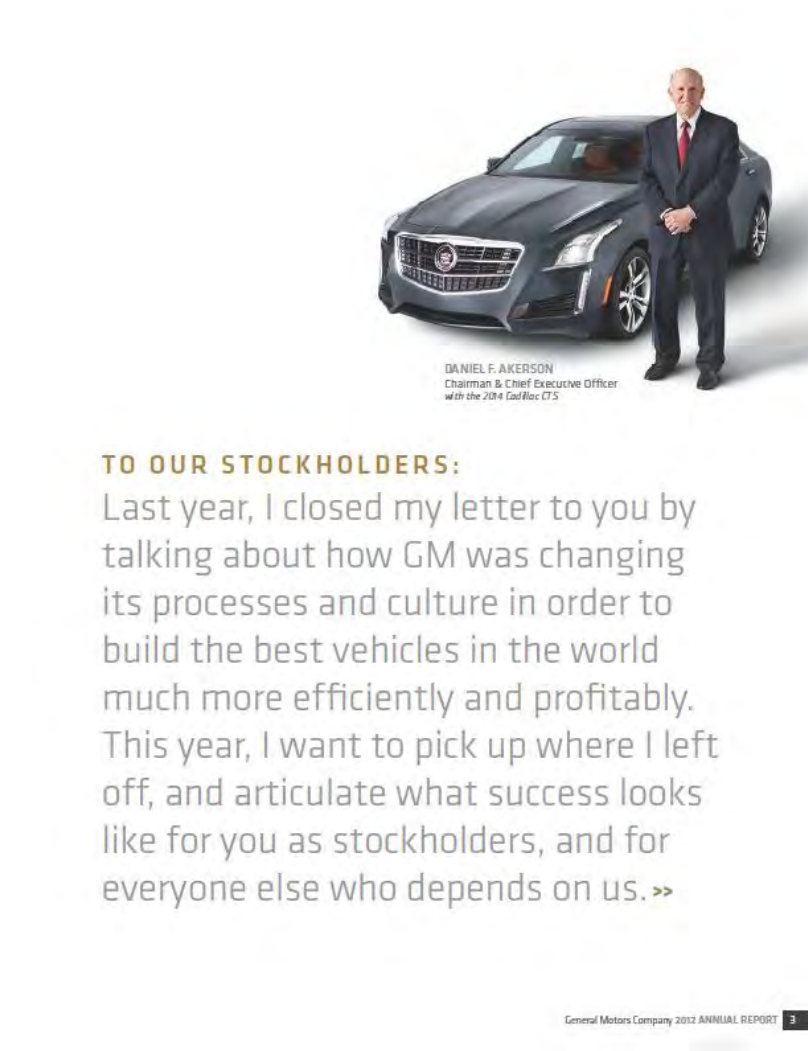 DANIEL F. AKERSON
Chairman & Chief Executive Officer
with the 2014 Cadillac CTS
TO OUR STOCKHOLDERS:
Last year, I closed my letter to you by
talking about how GM was changing
its processes and culture in order to
build the best vehicles in the world
much more efficiently and profitably.
This year, I want to pick up where I left
off, and articulate what success looks
like for you as stockholders, and for
everyone else who depends on us. >>
General Motors Company 2012 ANNUAL REPORT 3